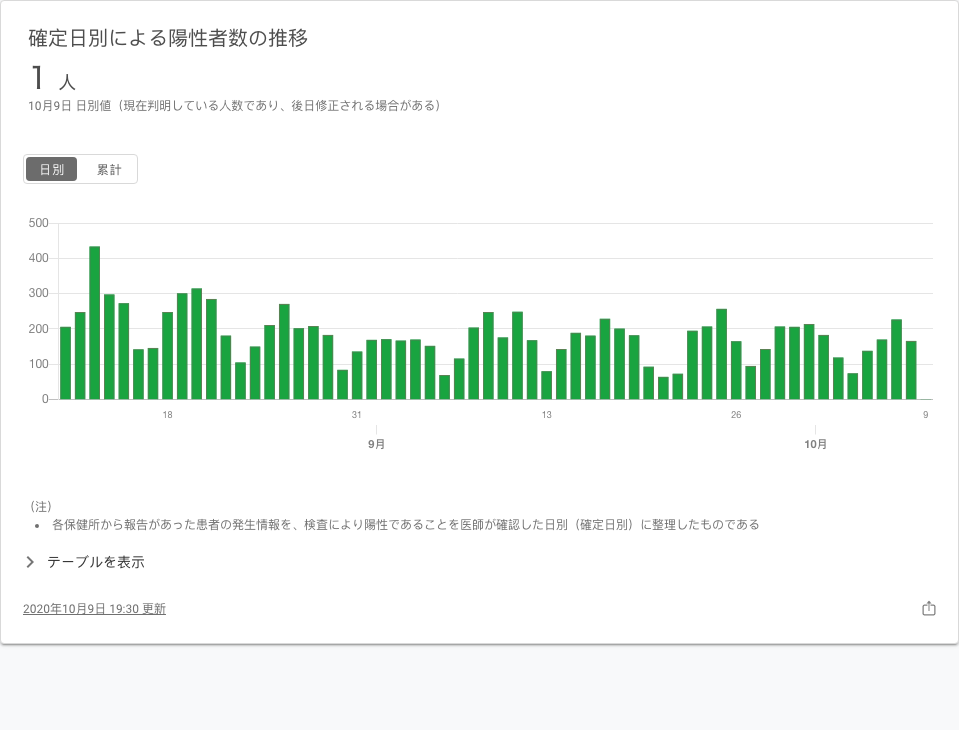 確定日別による陽性者数の推移
1 人
10月9日 日別値（現在判明している人数であり、後日修正される場合がある）
日別 累計
500
400
300
200
100
0
18 31 13 26 9
9月 10月
（注）
• 各保健所から報告があった患者の発生情報を、検査により陽性であることを医師が確認した日別（確定日別）に整理したものである
テーブルを表示
2020年10月9日 19:30 更新